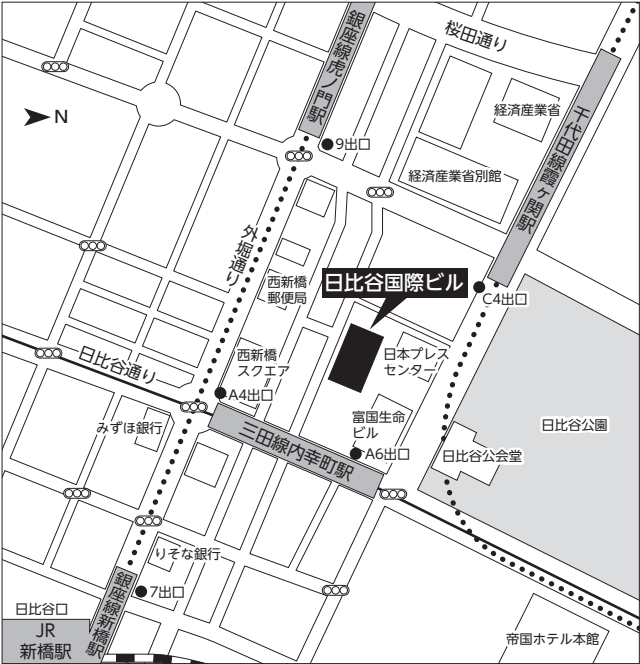 桜田通り
銀座線虎ノ門駅
経済産業省
千代田線霞ヶ関駅
N
9出口
経済産業省別館
外堀通り
西新橋
郵便局
日比谷国際ビル
C4出口
日比谷通り
西新橋
スクエア
日本プレス
センター
A4出口
みずほ銀行
富国生命
ビル
日比谷公園
三田線内幸町駅
A6出口
日比谷公会堂
りそな銀行
銀座線新橋駅
7出口
日比谷口
JR
新橋駅
帝国ホテル本館